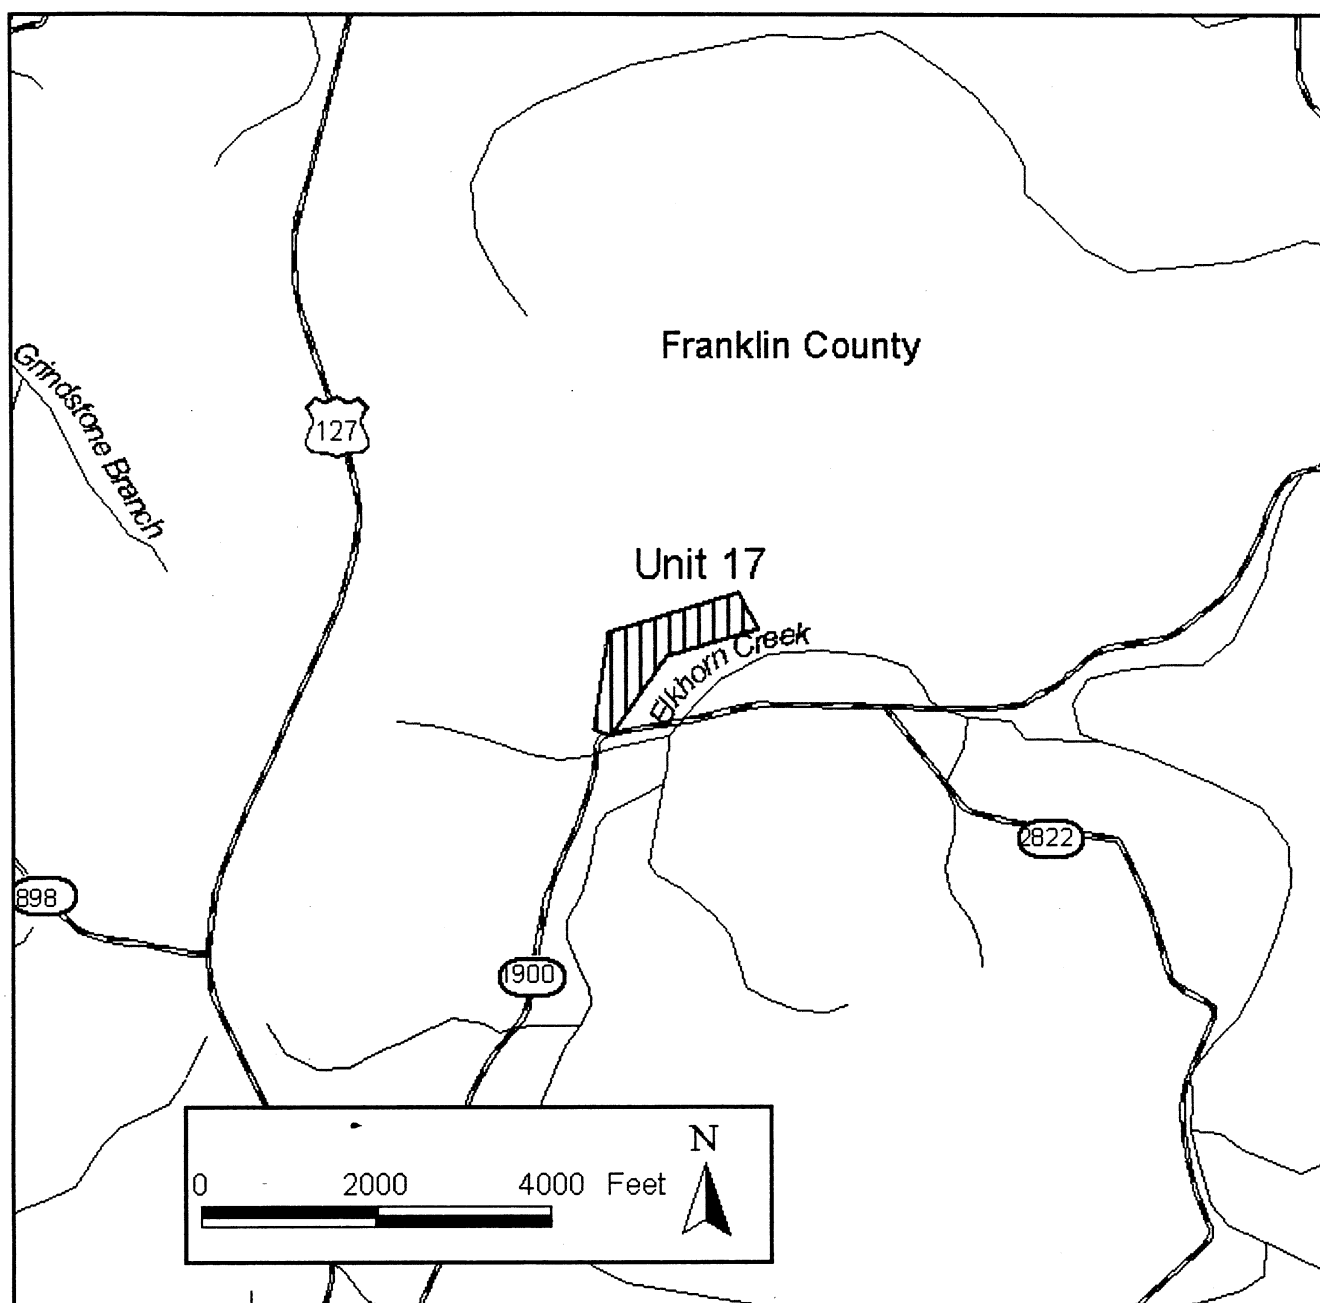 Franklin County
Grindstone Branch
127
Unit 17
Elkhorn Creek
2822
898
1900
N
0 2000 4000 Feet